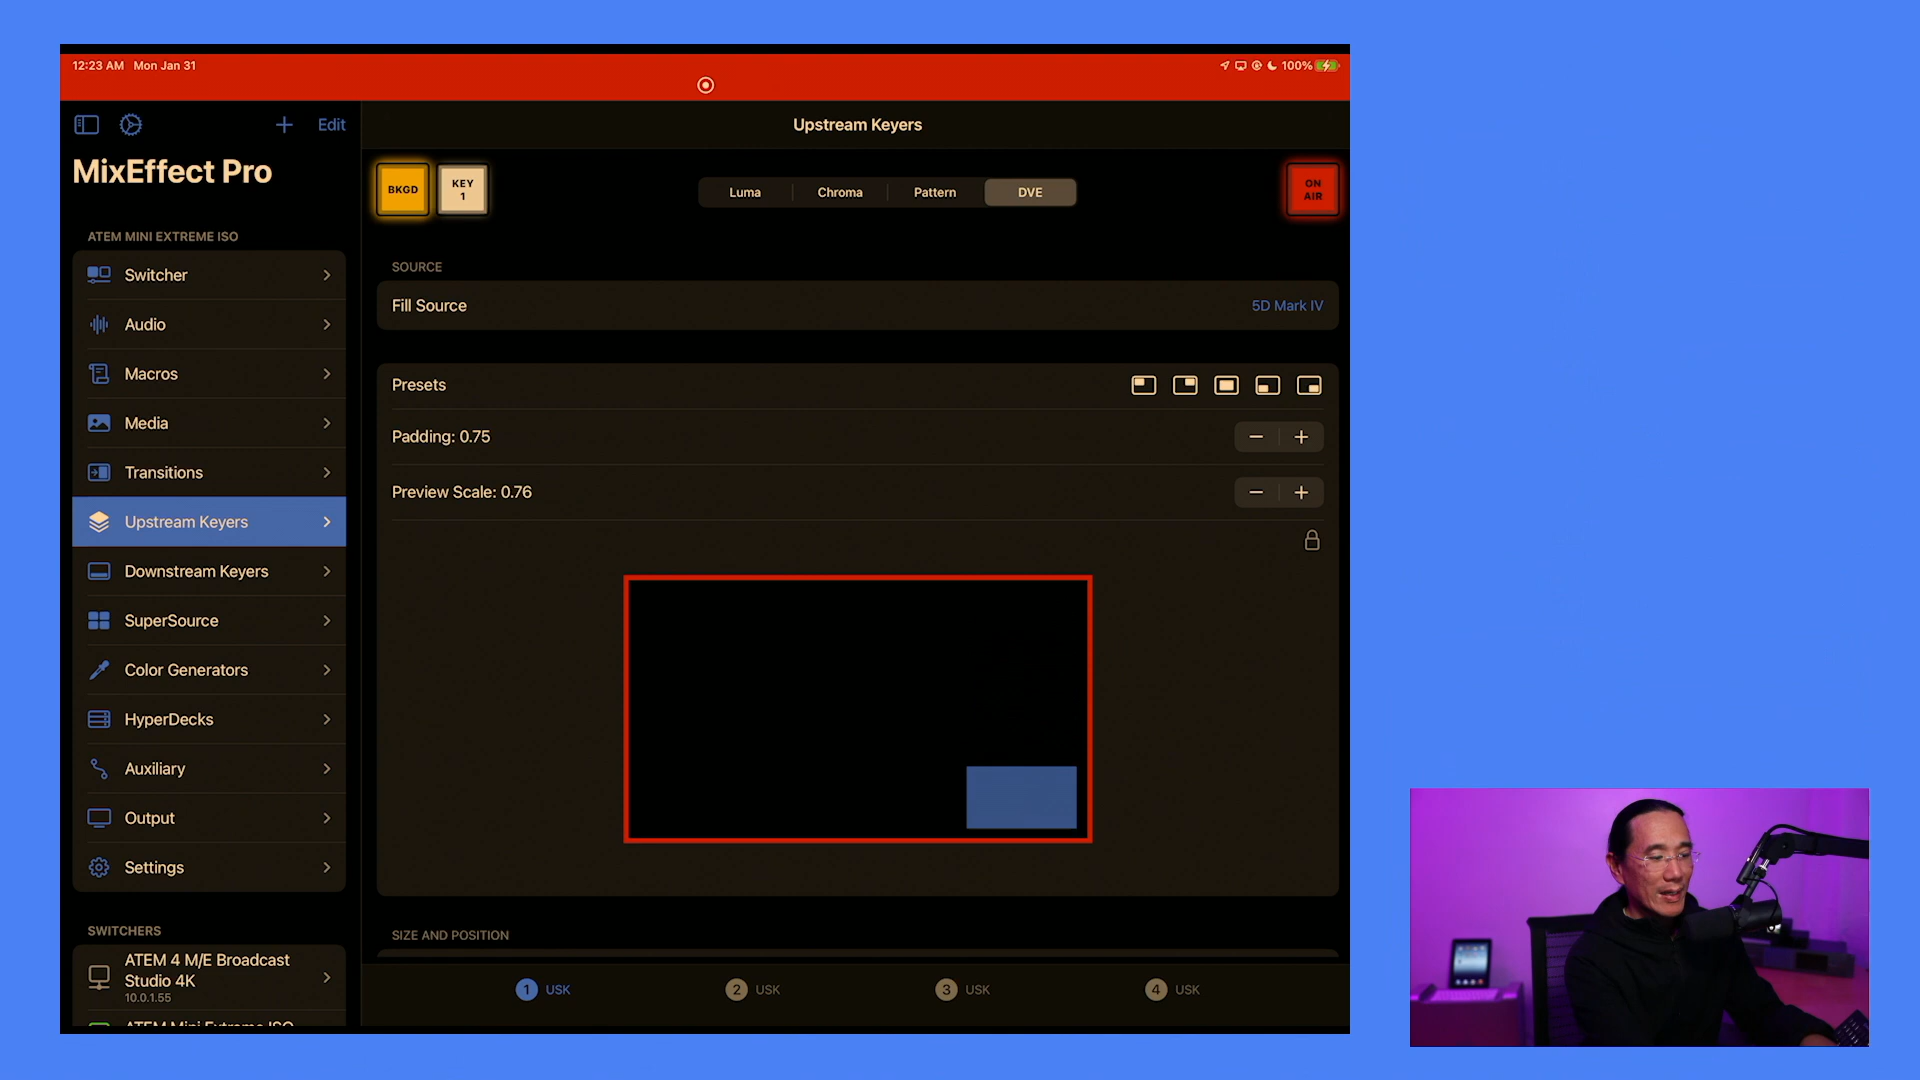 12:23 AM Mon Jan 31
100%
Edit
Upstream Keyers
MixEffect Pro
BKGD
KEY
1
Luma
Chroma
Pattern
DVE
ON
AIR
ATEM MINI EXTREME ISO
Switcher
Audio
Macros
Media
Transitions
Upstream Keyers
Downstream Keyers
SuperSource
Color Generators
HyperDecks
Auxiliary
Output
Settings
SWITCHERS
ATEM 4 M/E Broadcast
Studio 4K
10.0.1.55
ATEM Mini Extreme ISO
SOURCE
Fill Source
5D Mark IV
Presets
Padding: 0.75
Preview Scale: 0.76
SIZE AND POSITION
1 USK
2 USK
3 USK
4 USK